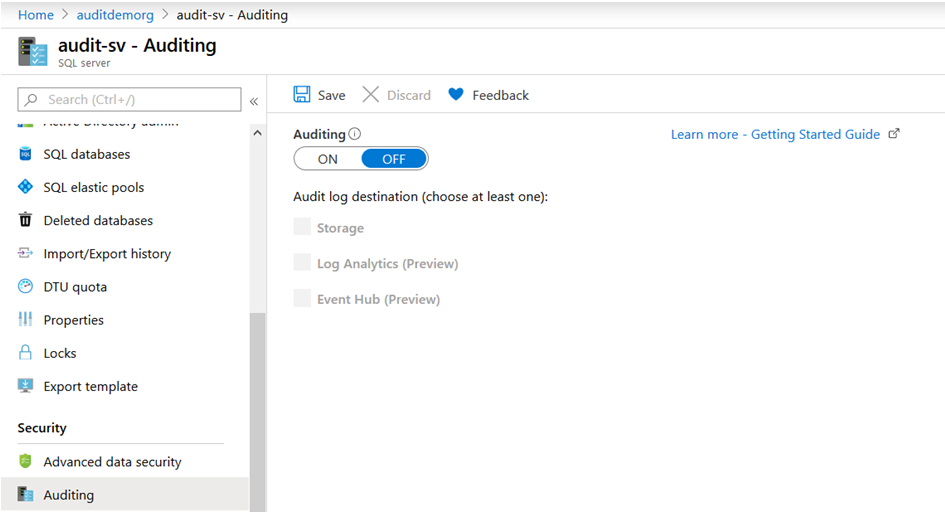 Home > auditdemorg > audit-sv - Auditing
audit-sv - Auditing
SQL server
Search (Ctrl+/)
«
Active Directory admin
SQL databases
SQL elastic pools
Deleted databases
Import/Export history
DTU quota
Properties
Locks
Export template
Security
Advanced data security
Auditing
Save Discard Feedback
Auditing
Learn more - Getting Started Guide
ON OFF
Audit log destination (choose at least one):
Storage
Log Analytics (Preview)
Event Hub (Preview)